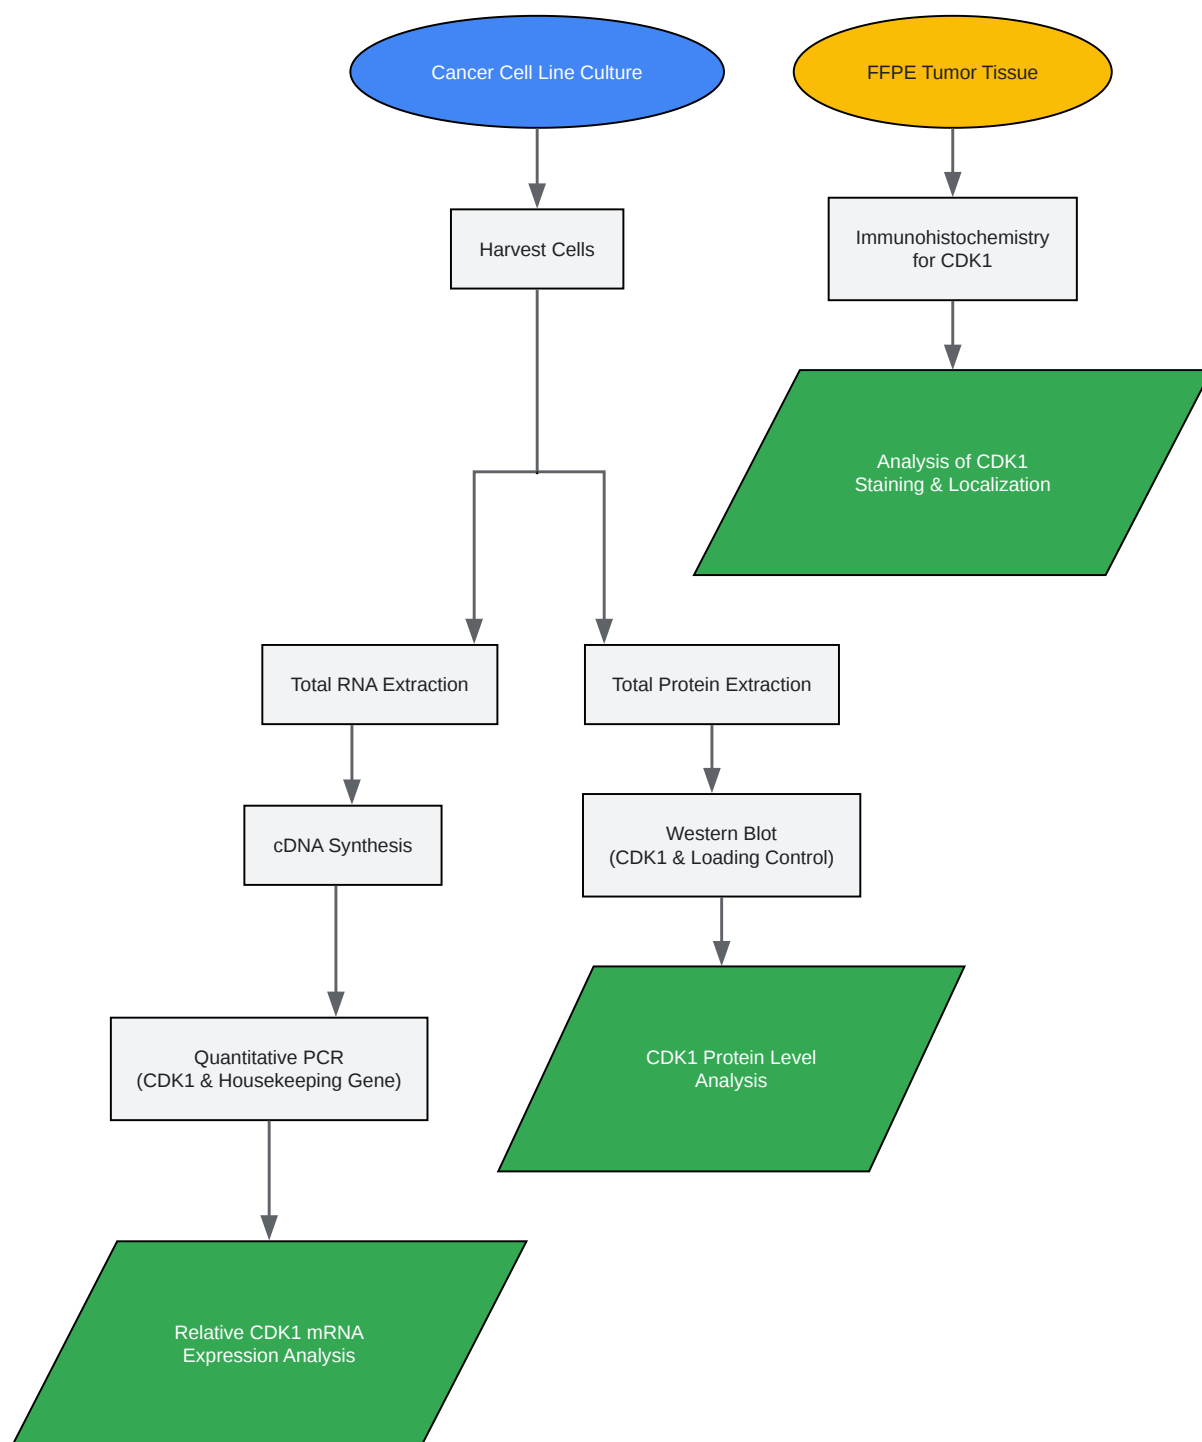 Cancer Cell Line Culture
FFPE Tumor Tissue
Harvest Cells
Immunohistochemistry
for CDK1
Analysis of CDK1
Staining & Localization
Total RNA Extraction
Total Protein Extraction
cDNA Synthesis
Western Blot
(CDK1 & Loading Control)
Quantitative PCR
(CDK1 & Housekeeping Gene)
CDK1 Protein Level
Analysis
Relative CDK1 mRNA
Expression Analysis